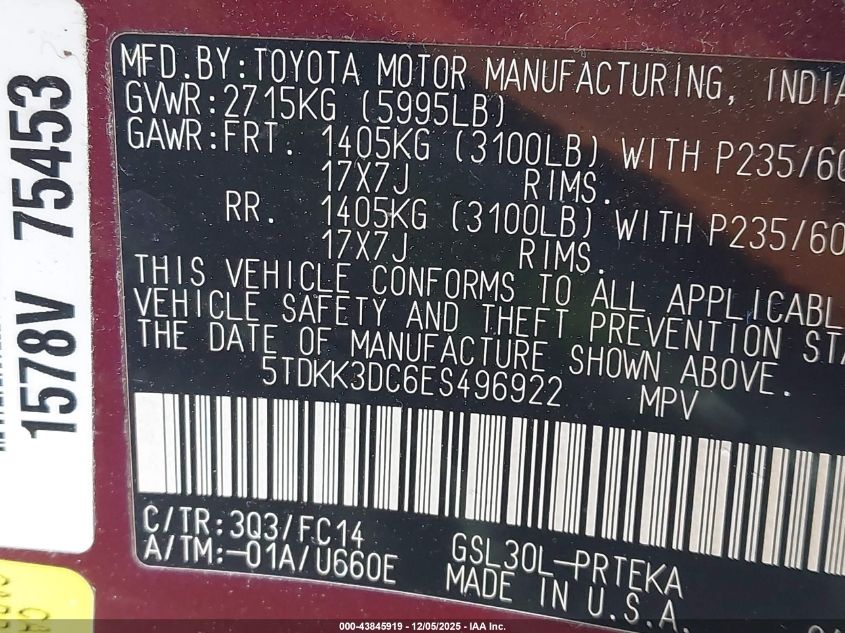 MFD.BY:TOYOTA MOTOR MANUFACTURING, INDIA
GVWR:2715KG (5995LB)
GAWR:FRT. 1405KG (3100LB) WITH P235/60
17X7J RIMS.
RR. 1405KG (3100LB) WITH P235/60
17X7J RIMS.
THIS VEHICLE CONFORMS TO ALL APPLICABL
VEHICLE SAFETY AND THEFT PREVENTION STA
THE DATE OF MANUFACTURE SHOWN ABOVE.
5TDKK3DC6ES496922 MPV
C/TR:3Q3/FC14
A/TM:-01A/U660E
GSL30L-PRTEKA
MADE IN U.S.A.
1578V 75453
000-43845919 - 12/05/2025 - IAA Inc.